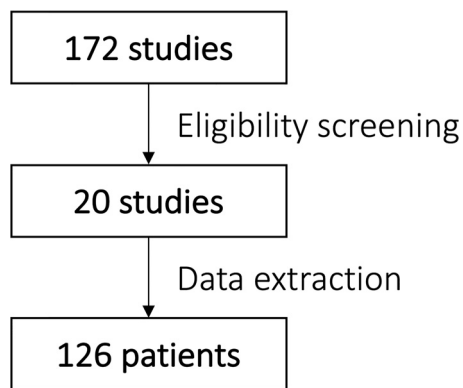 172 studies
Eligibility screening
20 studies
Data extraction
126 patients